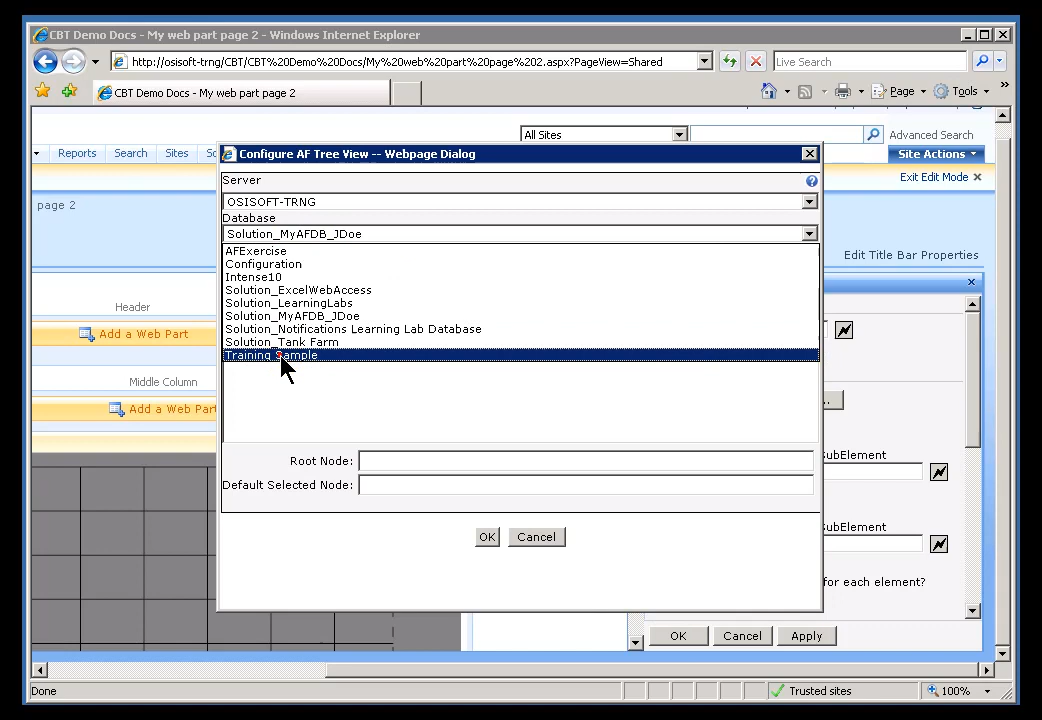 CBT Demo Docs - My web part page 2 - Windows Internet Explorer
http://osisoft-trng/CBT/CBT%20Demo%20Docs/My%20web%20part%20page%202.aspx?PageView=Shared
Live Search
CBT Demo Docs - My web part page 2
Page
Tools
All Sites
Advanced Search
Reports
Search
Sites
Site Actions
Exit Edit Mode
page 2
Edit Title Bar Properties
Header
Add a Web Part
Middle Column
Add a Web Part
Configure AF Tree View -- Webpage Dialog
Server
OSISOFT-TRNG
Database
Solution_MyAFDB_JDoe
AFExercise
Configuration
Intense10
Solution_ExcelWebAccess
Solution_LearningLabs
Solution_MyAFDB_JDoe
Solution_Notifications Learning Lab Database
Solution_Tank Farm
Training Sample
Root Node:
Default Selected Node:
OK
Cancel
SubElement
SubElement
for each element?
OK
Cancel
Apply
Done
Trusted sites
100%